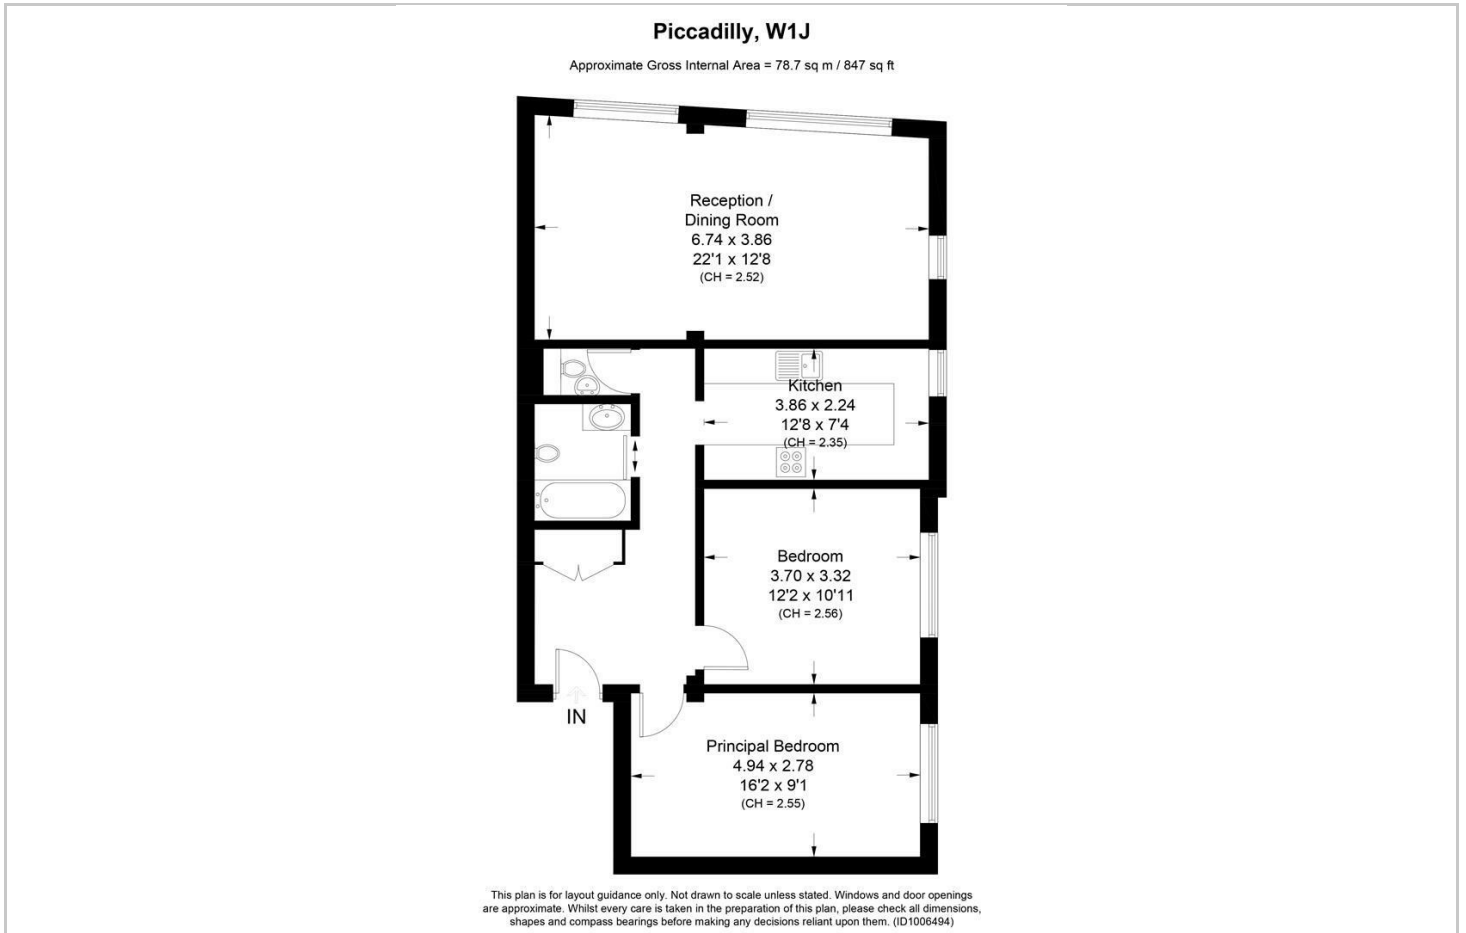 Piccadilly, W1J
Approximate Gross Internal Area = 78.7 sq m / 847 sq ft
Reception /
Dining Room
6.74 x 3.86
22'1 x 12'8
(CH = 2.52)
Kitchen
3.86 x 2.24
12'8 x 7'4
(CH = 2.35)
Bedroom
3.70 x 3.32
12'2 x 10'11
(CH = 2.56)
IN
Principal Bedroom
4.94 x 2.78
16'2 x 9'1
(CH = 2.55)
This plan is for layout guidance only. Not drawn to scale unless stated. Windows and door openings
are approximate. Whilst every care is taken in the preparation of this plan, please check all dimensions,
shapes and compass bearings before making any decisions reliant upon them. (ID1006494)